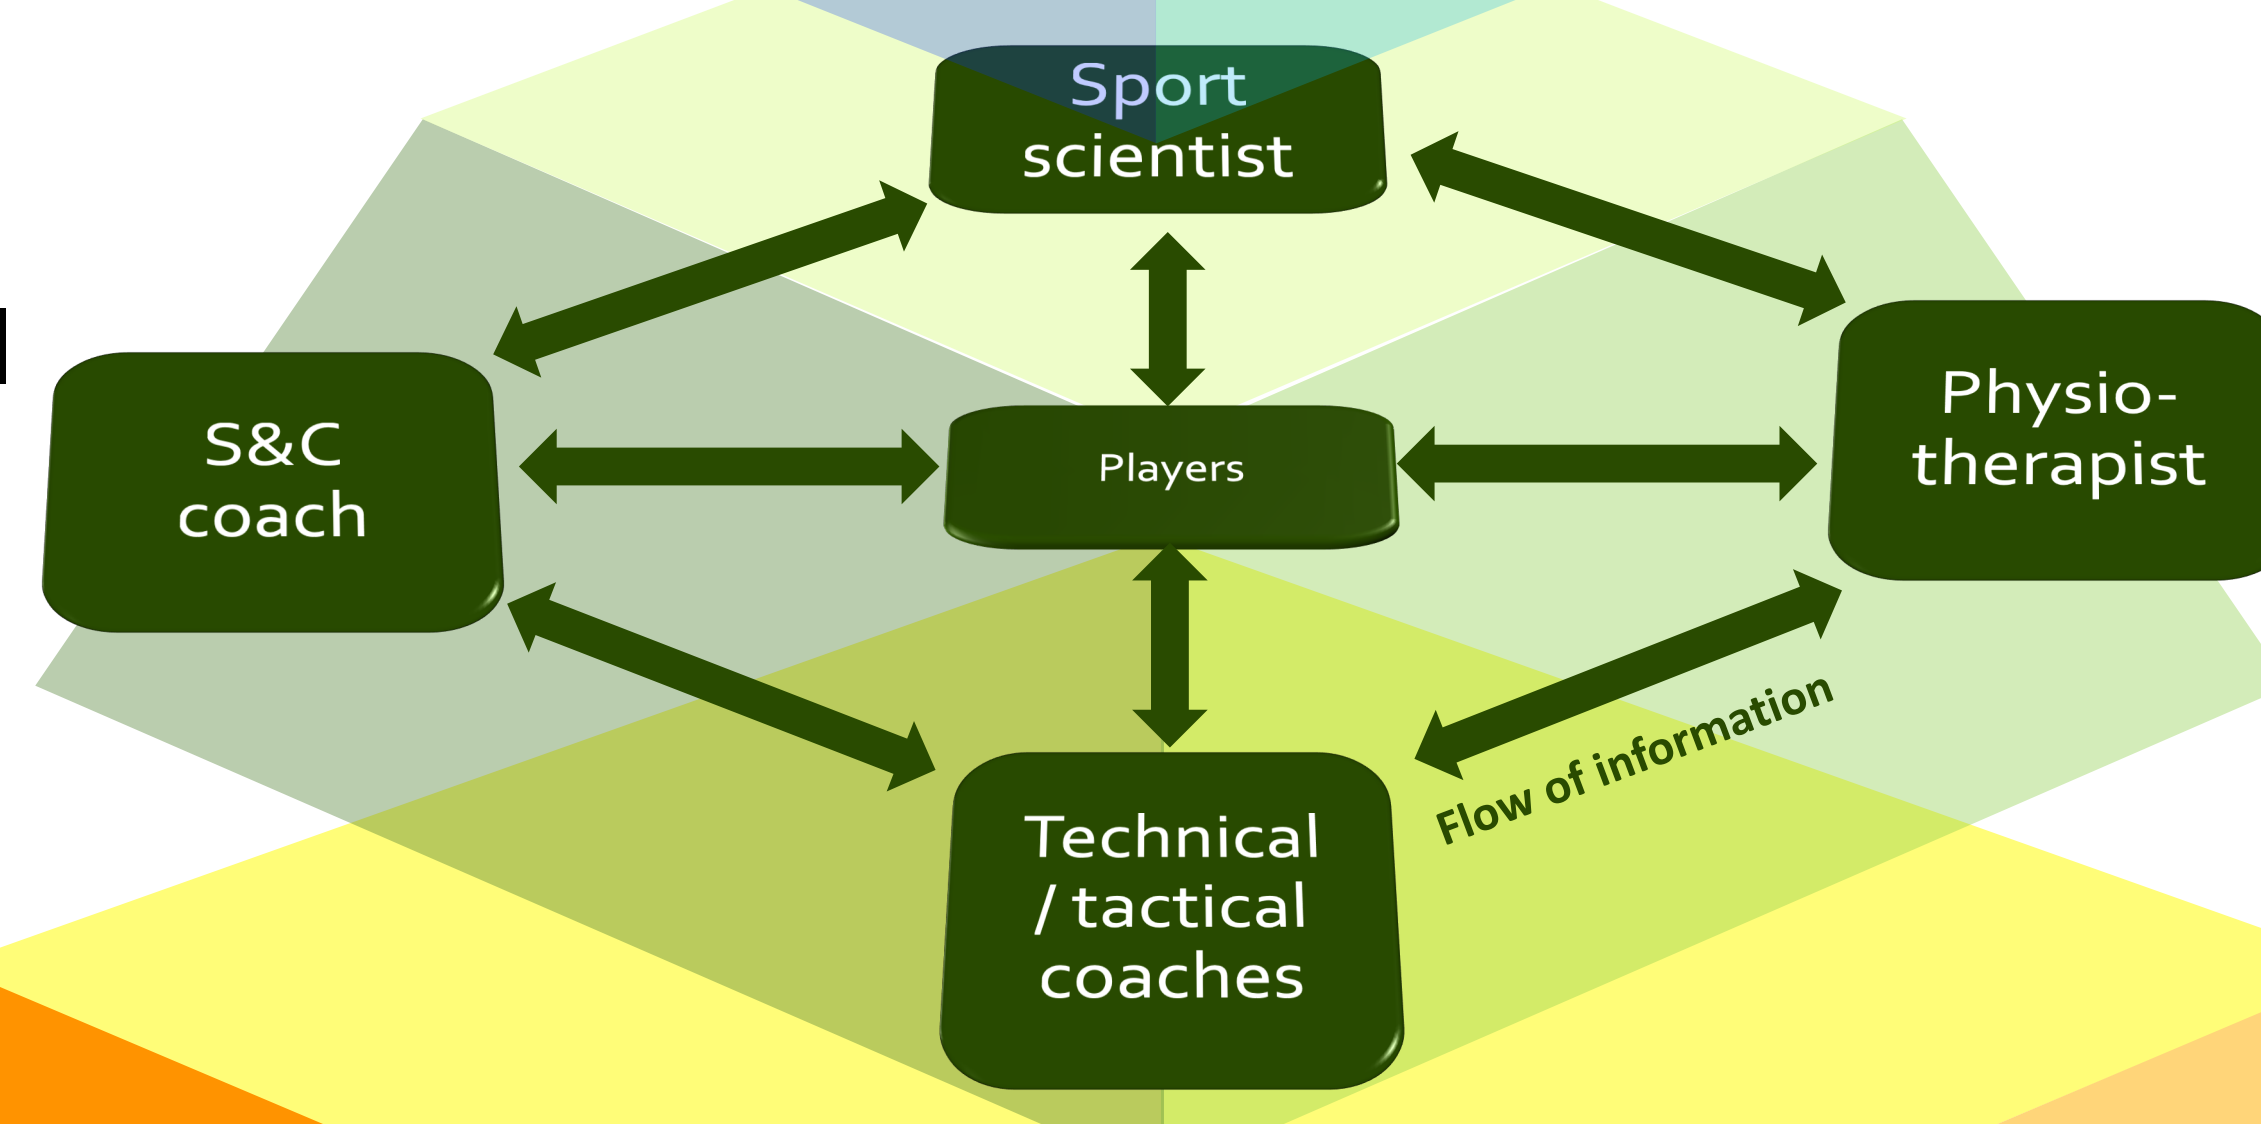 Sport
scientist
S&C
coach
Players
Physio-
therapist
Technical
/ tactical
coaches
Flow of information